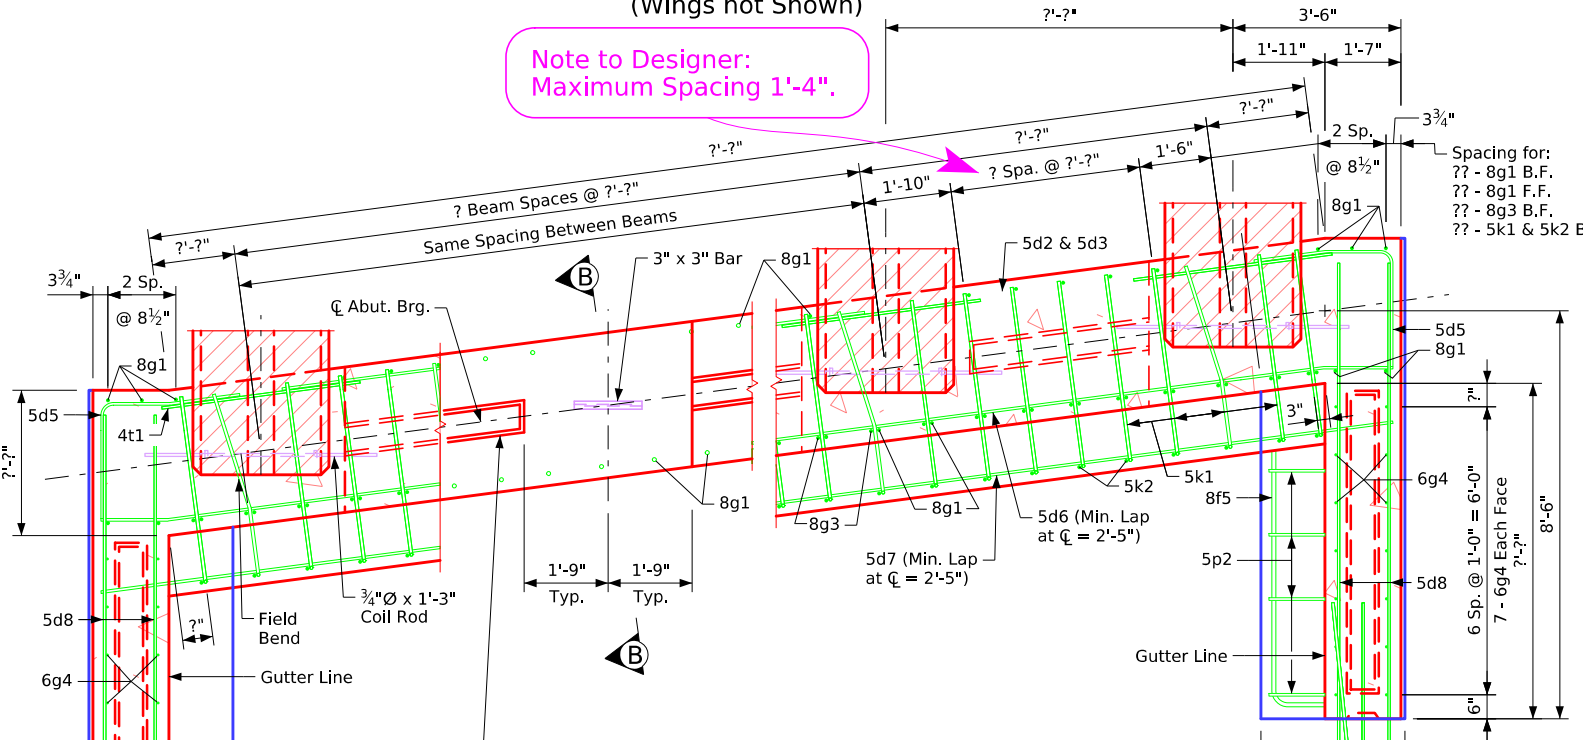 (Wings not Shown)
Note to Designer:
Maximum Spacing 1'-4".
?'-?"
3'-6"
1'-11"
1'-7"
?'-?"
?'-?"
?'-?"
? Beam Spaces @ ?'-?"
Same Spacing Between Beams
1'-10"
? Spa. @ ?'-?"
1'-6"
2 Sp.
@ 8½"
3¾"
Spacing for:
?? - 8g1 B.F.
?? - 8g1 F.F.
?? - 8g3 B.F.
?? - 5k1 & 5k2 B
8g1
?'-?"
3¾"
2 Sp.
@ 8½"
8g1
5d5
4t1
?'-?"
℄ Abut. Brg.
B
3" x 3" Bar
8g1
5d2 & 5d3
5d5
8g1
?"
3"
8g1
8g3
8g1
5k2
5k1
5d6 (Min. Lap
at ℄ = 2'-5")
5d7 (Min. Lap
at ℄ = 2'-5")
8f5
5p2
6g4
5d8
6 Sp. @ 1'-0" = 6'-0"
7 - 6g4 Each Face
?'-?"
8'-6"
6"
Gutter Line
1'-9"
Typ.
1'-9"
Typ.
B
¾"Ø x 1'-3"
Coil Rod
Field
Bend
?"
5d8
6g4
Gutter Line